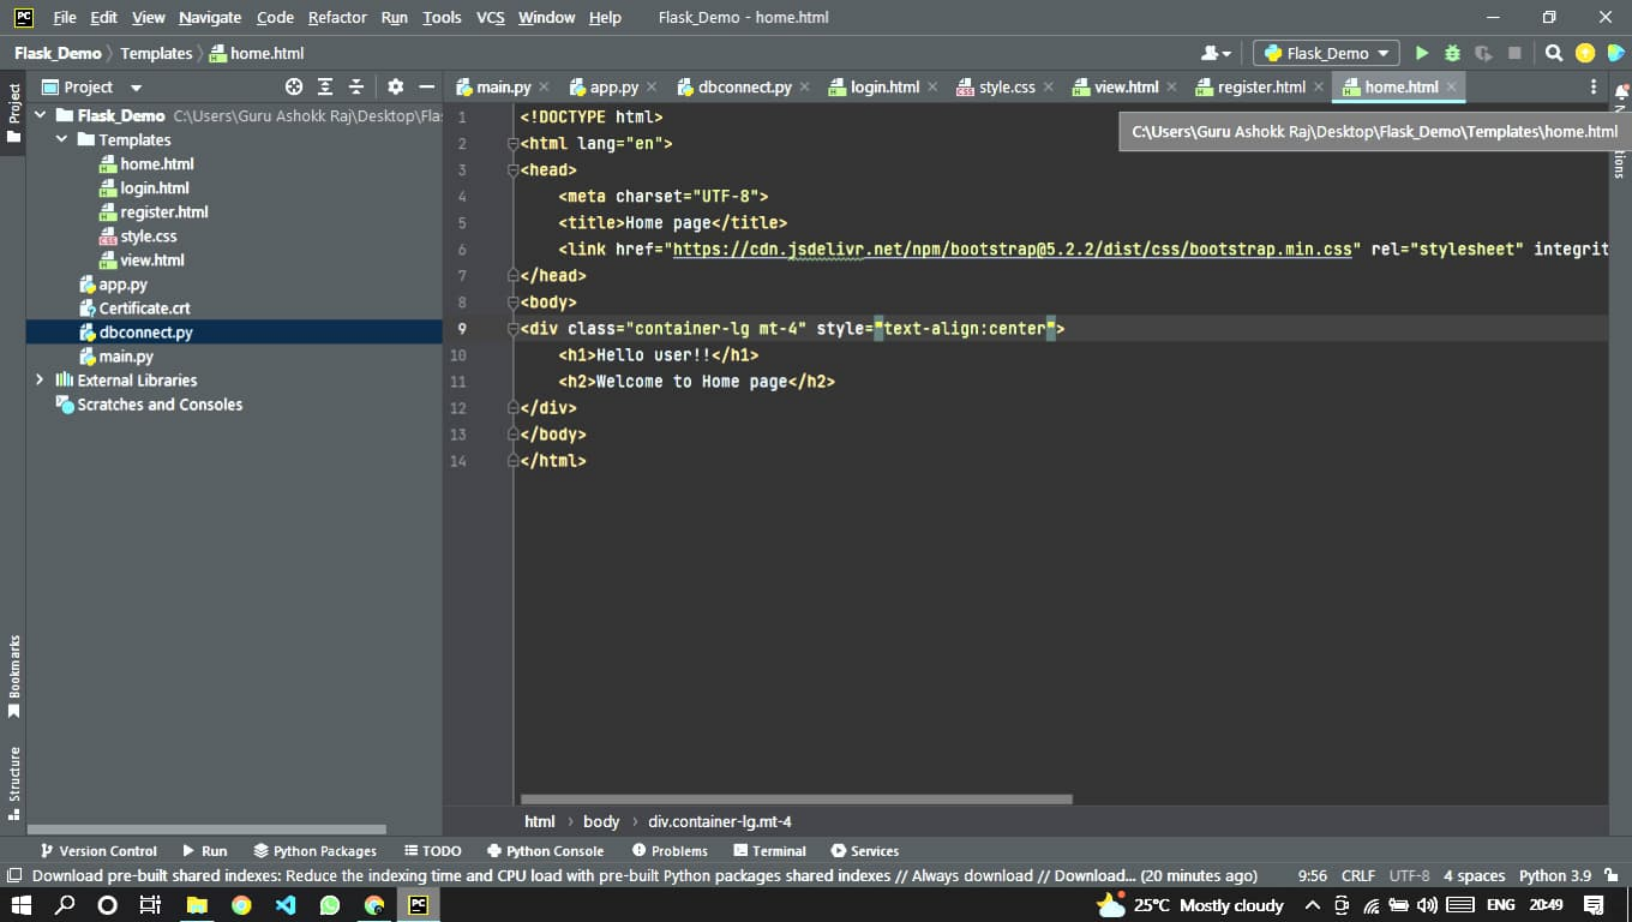 File Edit View Navigate Code Refactor Run Tools VCS Window Help Flask_Demo - home.html
Flask_Demo Templates home.html Flask_Demo
Project
main.py app.py dbconnect.py login.html style.css view.html register.html home.html
Project
Flask_Demo C:\Users\Guru Ashokk Raj\Desktop\Fla
Templates
home.html
login.html
register.html
style.css
view.html
app.py
Certificate.crt
dbconnect.py
main.py
External Libraries
Scratches and Consoles
1 <!DOCTYPE html>
2 <html lang="en">
3 <head>
4 <meta charset="UTF-8">
5 <title>Home page</title>
6 <link href="https://cdn.jsdelivr.net/npm/bootstrap@5.2.2/dist/css/bootstrap.min.css" rel="stylesheet" integrit
7 </head>
8 <body>
9 <div class="container-lg mt-4" style="text-align:center">
10 <h1>Hello user!!</h1>
11 <h2>Welcome to Home page</h2>
12 </div>
13 </body>
14 </html>
C:\Users\Guru Ashokk Raj\Desktop\Flask_Demo\Templates\home.html
tions
Bookmarks
Structure
html body div.container-lg.mt-4
Version Control Run Python Packages TODO Python Console Problems Terminal Services
Download pre-built shared indexes: Reduce the indexing time and CPU load with pre-built Python packages shared indexes // Always download // Download... (20 minutes ago) 9:56 CRLF UTF-8 4 spaces Python 3.9
PC 25°C Mostly cloudy ENG 20:49